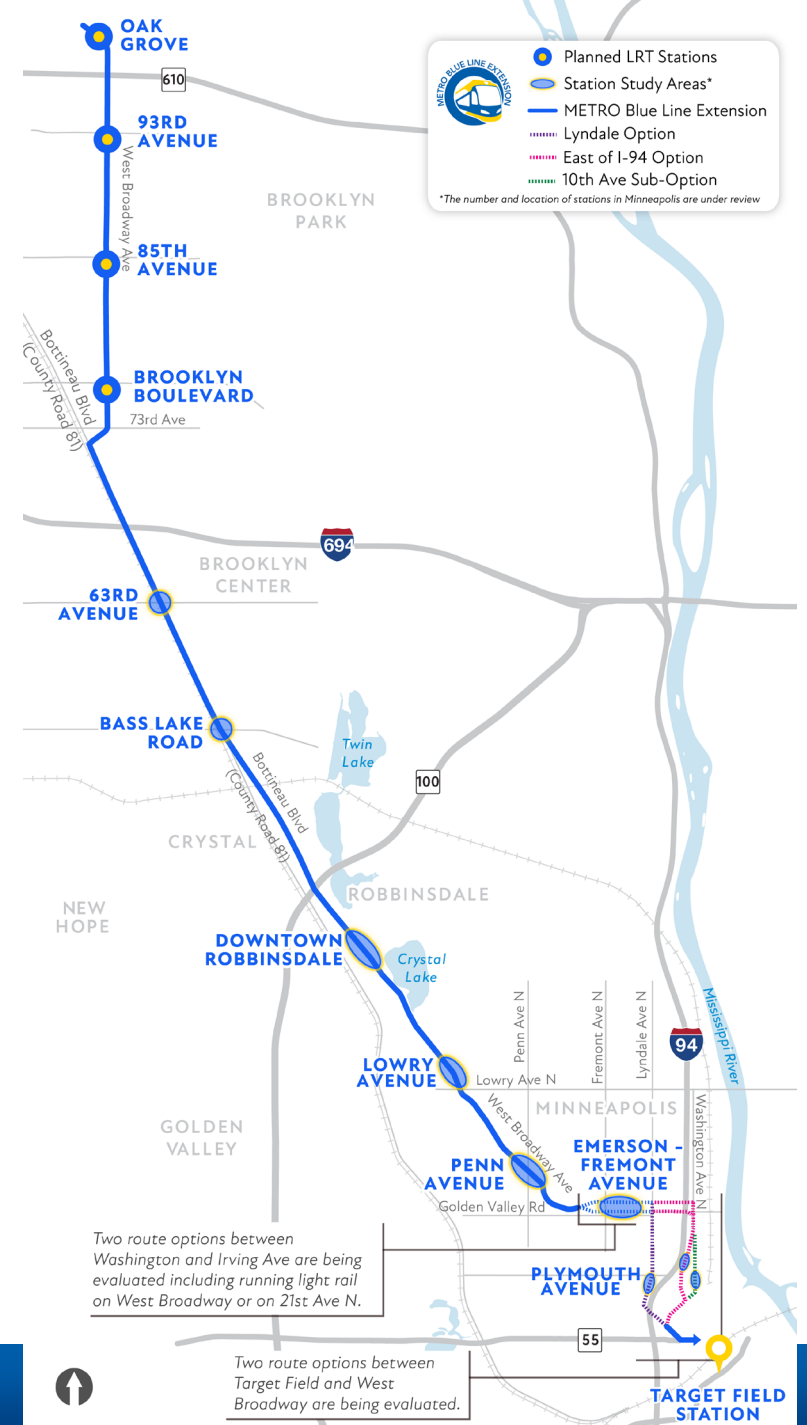 OAK
GROVE
610
93RD
AVENUE
West Broadway Ave
85TH
AVENUE
BROOKLYN
PARK
METRO BLUE LINE EXTENSION
Planned LRT Stations
Station Study Areas*
METRO Blue Line Extension
Lyndale Option
East of I-94 Option
10th Ave Sub-Option
*The number and location of stations in Minneapolis are under review
Bottineau Blvd
(County Road 81)
BROOKLYN
BOULEVARD
73rd Ave
694
BROOKLYN
CENTER
63RD
AVENUE
BASS LAKE
ROAD
Twin
Lake
Bottineau Blvd
(County Road 81)
100
CRYSTAL
ROBBINSDALE
NEW
HOPE
DOWNTOWN
ROBBINSDALE
Crystal
Lake
Penn Ave N
Fremont Ave N
Lyndale Ave N
Mississippi River
94
LOWRY
AVENUE
Lowry Ave N
West Broadway Ave
MINNEAPOLIS
Washington Ave N
GOLDEN
VALLEY
PENN
AVENUE
EMERSON -
FREMONT
AVENUE
Golden Valley Rd
Two route options between
Washington and Irving Ave are being
evaluated including running light rail
on West Broadway or on 21st Ave N.
PLYMOUTH
AVENUE
55
Two route options between
Target Field and West
Broadway are being evaluated.
TARGET FIELD
STATION